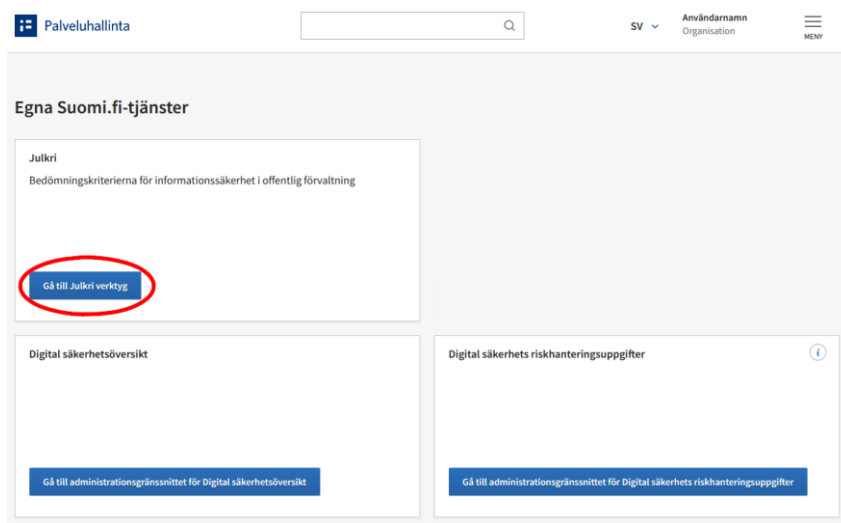 Palveluhallinta
SV
Användarnamn
Organisation
MENY
Egna Suomi.fi-tjänster
Julkri
Bedömningskriterierna för informationssäkerhet i offentlig förvaltning
Gå till Julkri verktyg
Digital säkerhetsöversikt
Gå till administrationsgränssnittet för Digital säkerhetsöversikt
Digital säkerhets riskhanteringsuppgifter
i
Gå till administrationsgränssnittet för Digital säkerhets riskhanteringsuppgifter